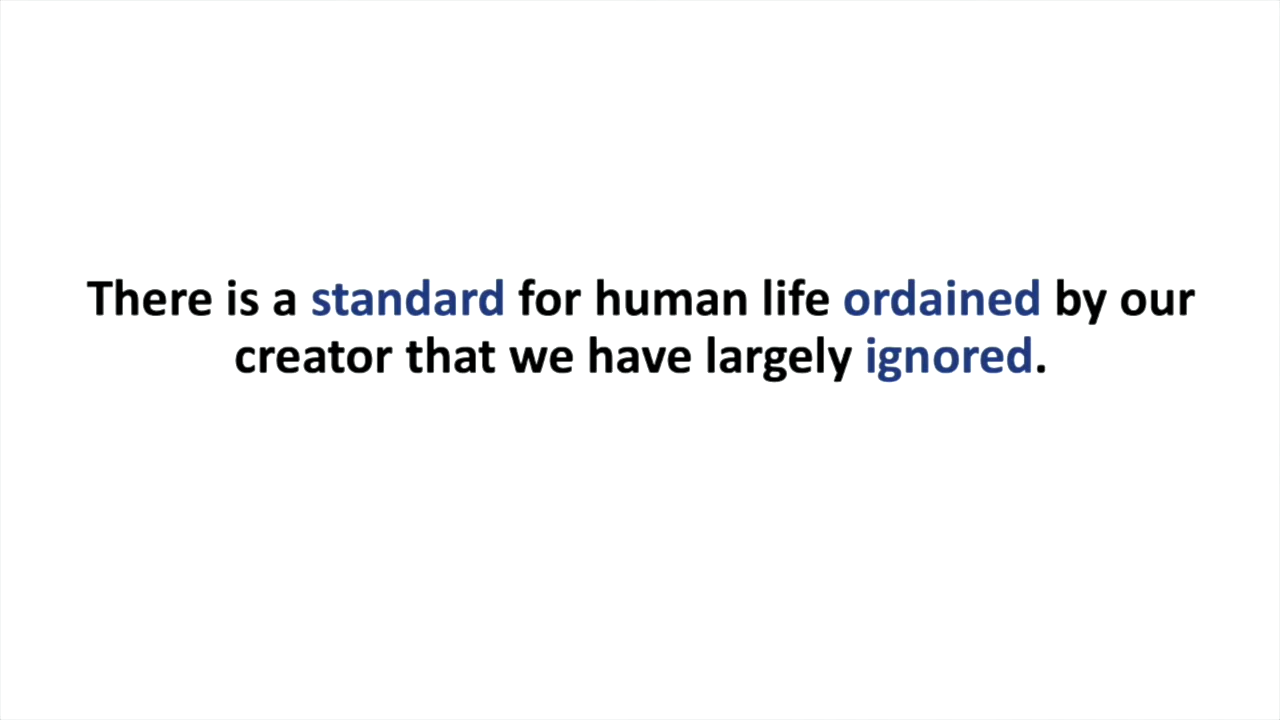 There is a standard for human life ordained by our
creator that we have largely ignored.